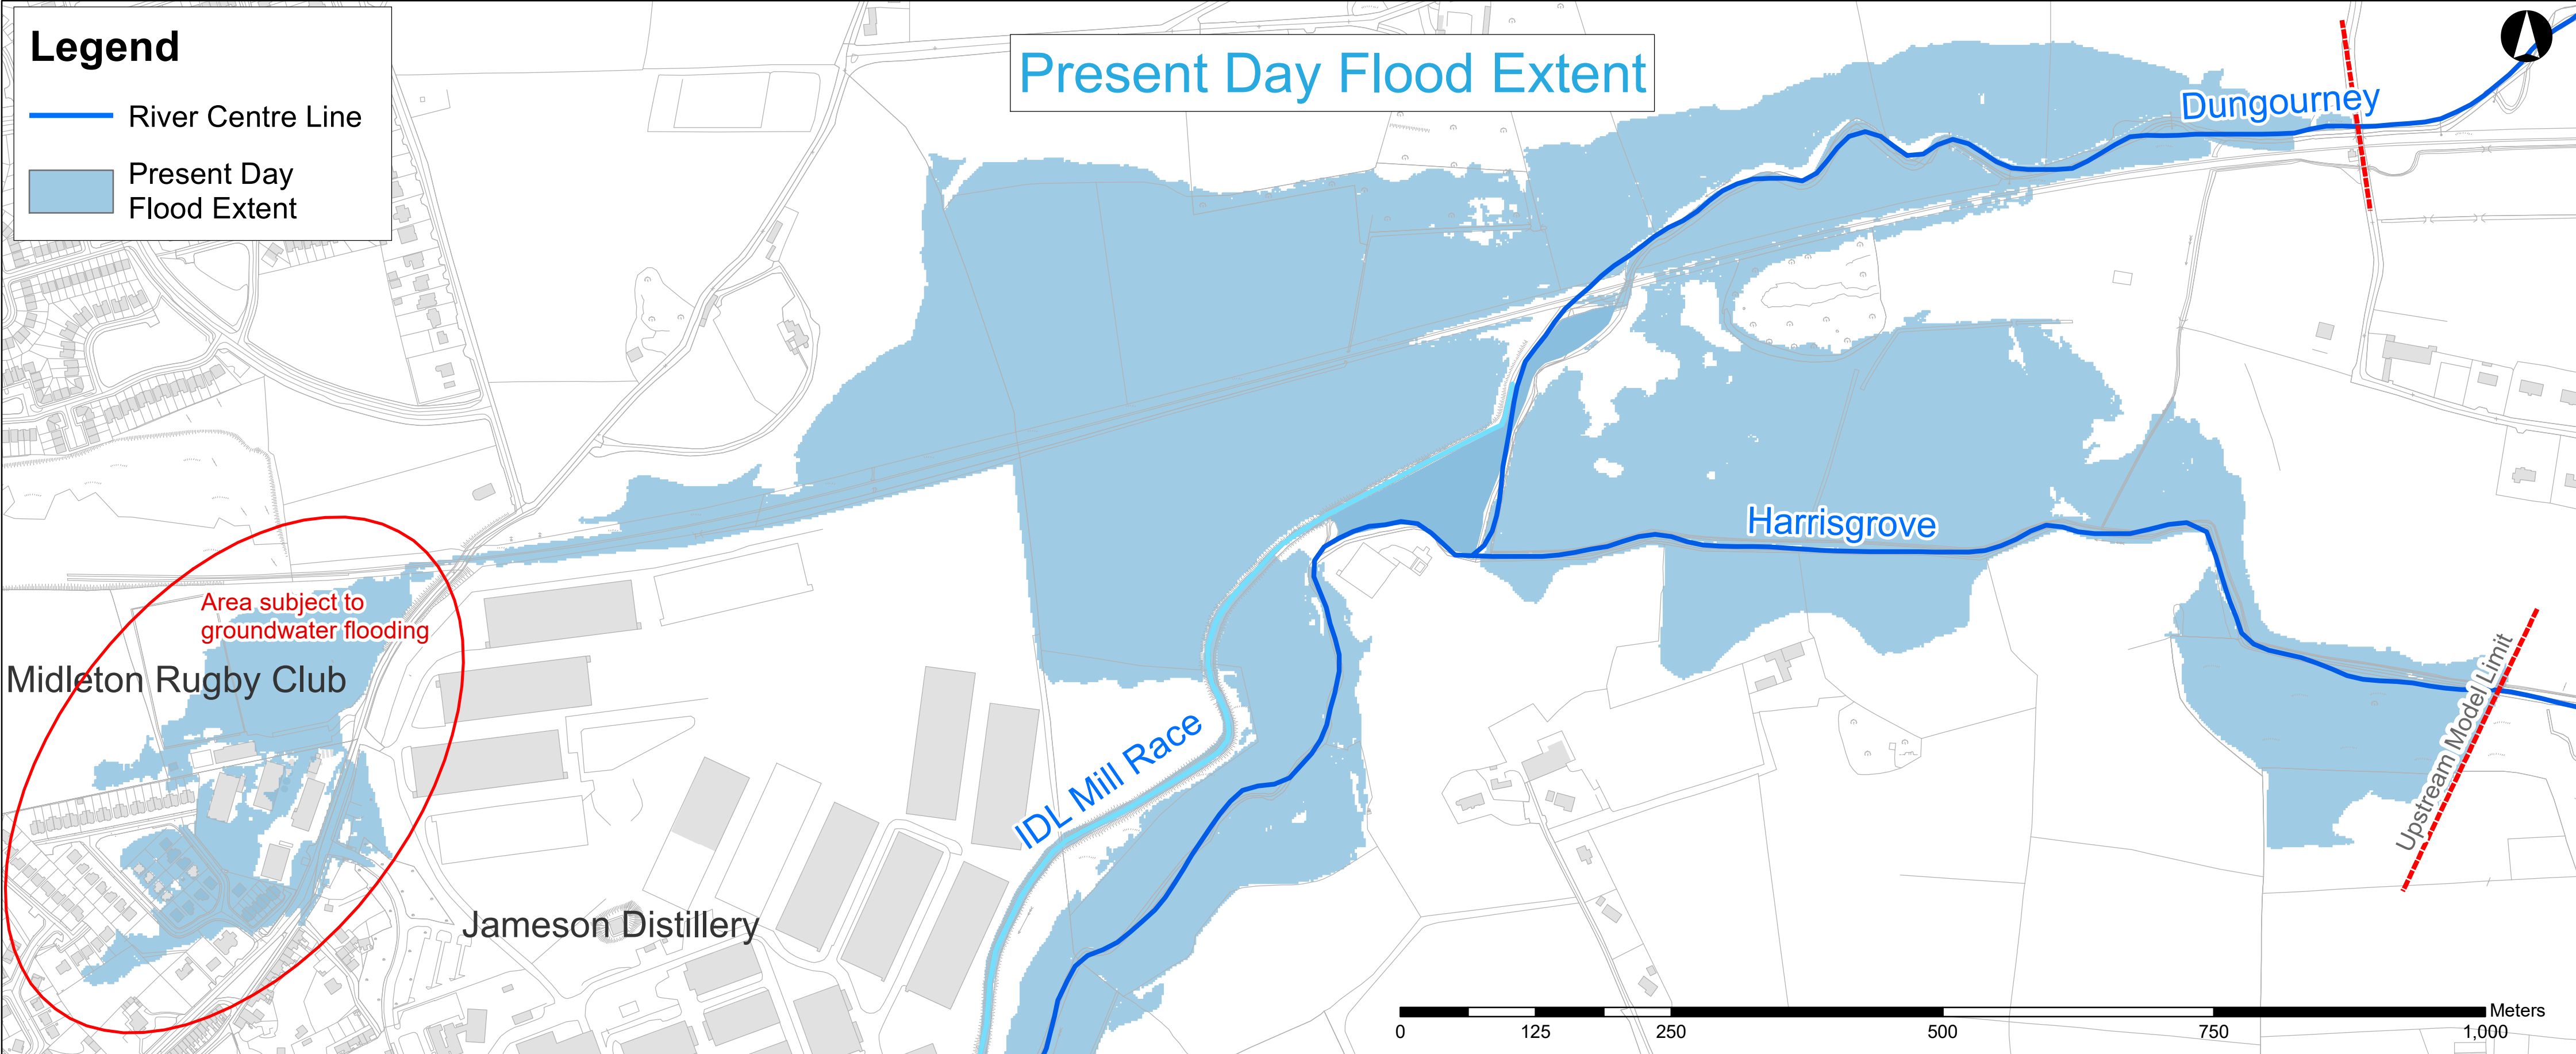 Legend
River Centre Line
Present Day
Flood Extent
Present Day Flood Extent
Dungourney
Harrisgrove
Area subject to
groundwater flooding
Midleton Rugby Club
IDL Mill Race
Upstream Model Limit
Jameson Distillery
Meters
0 125 250 500 750 1,000